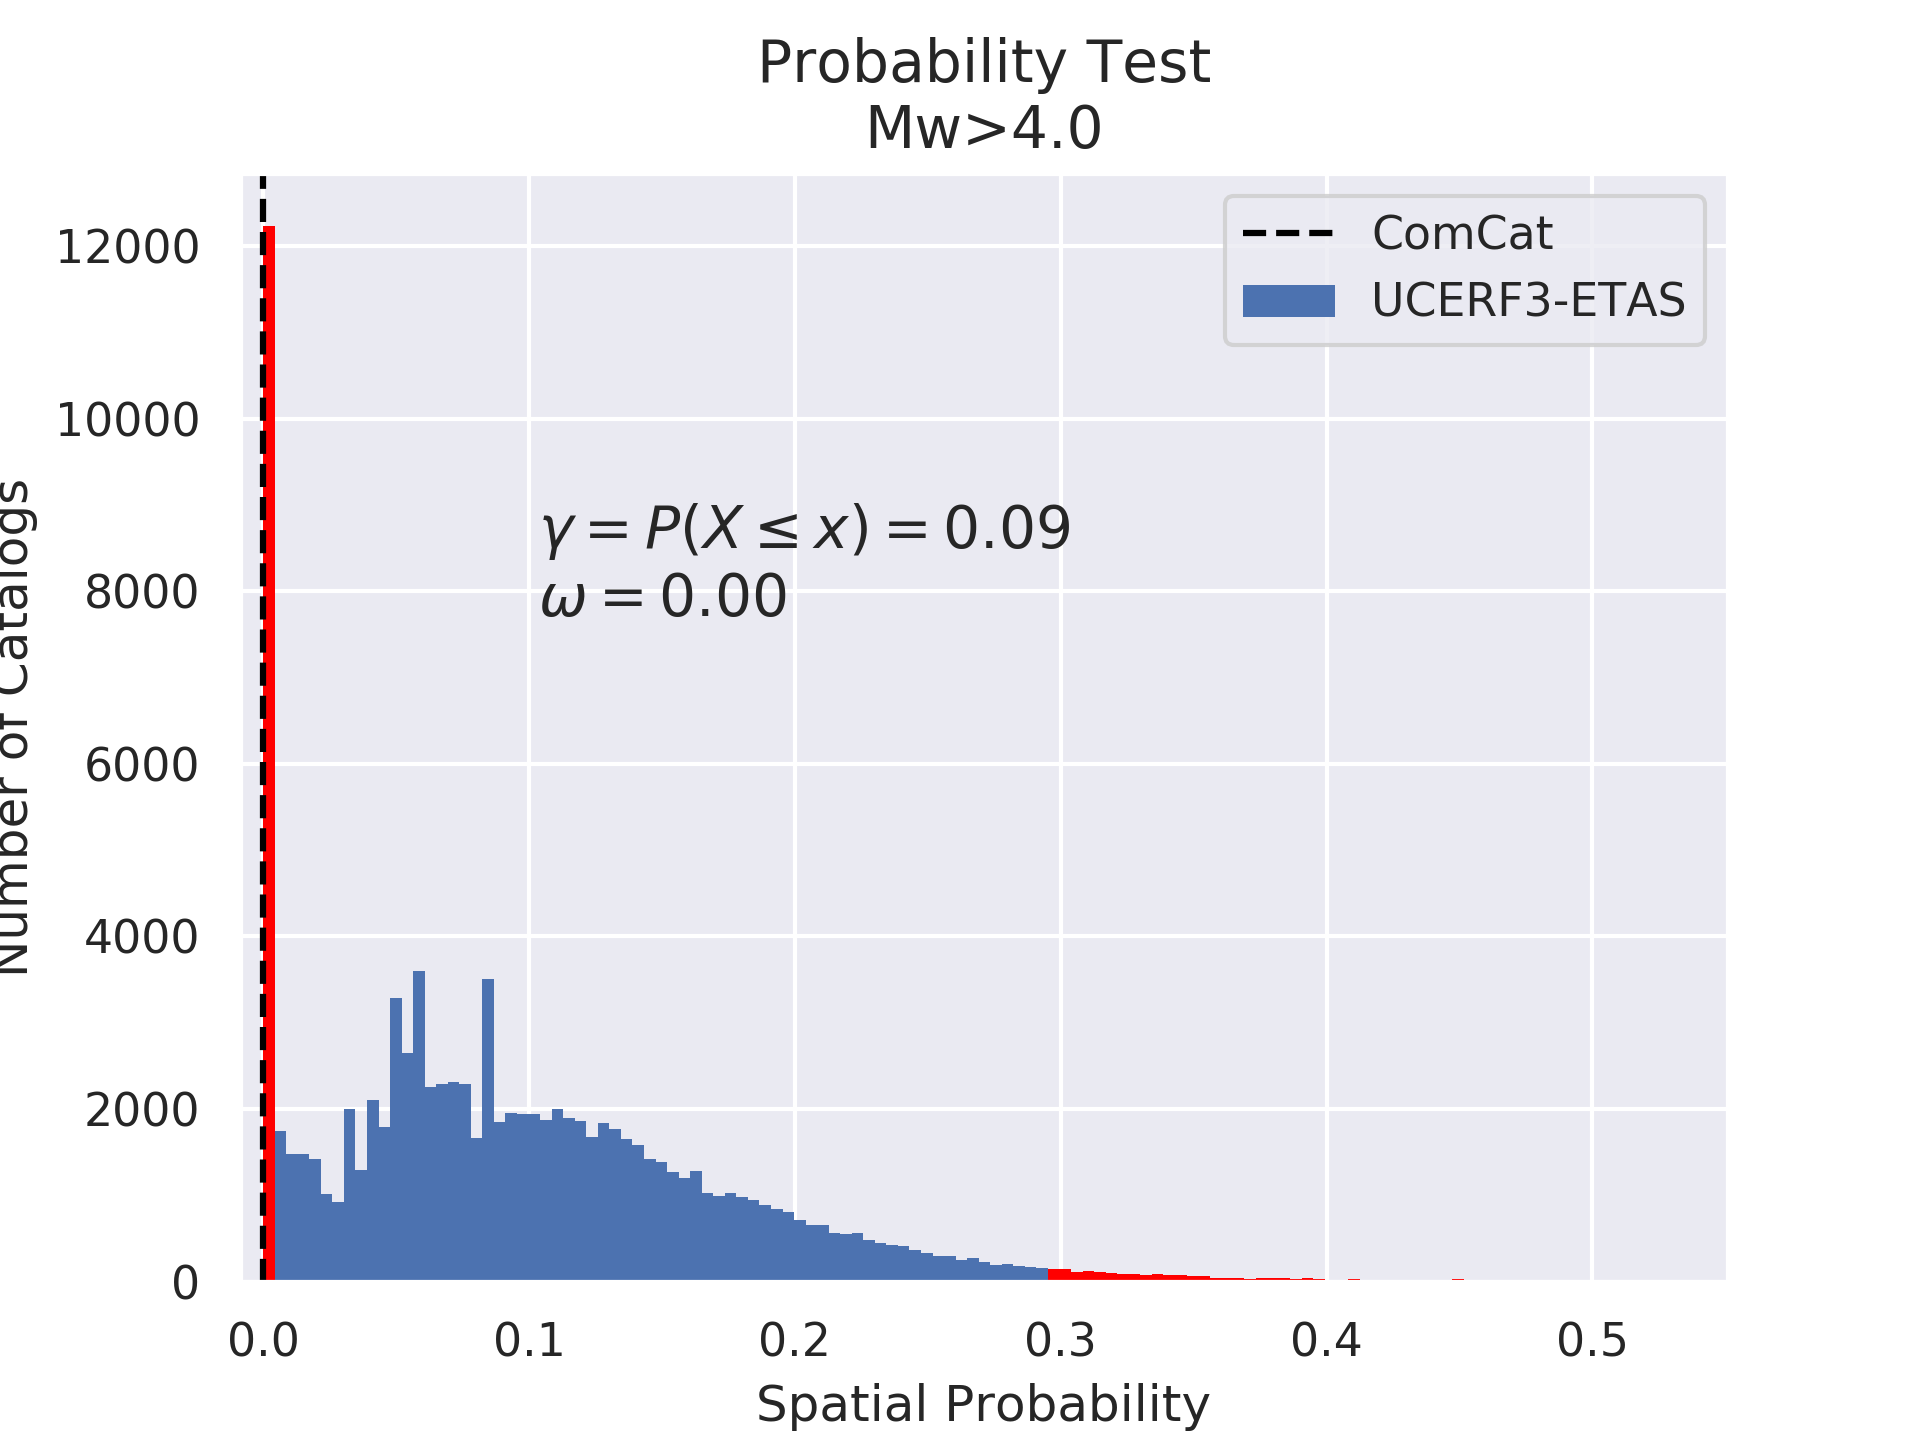 Probability Test
Mw>4.0
ComCat
UCERF3-ETAS
γ = P(X ≤ x) = 0.09
ω = 0.00
Number of Catalogs
12000
10000
8000
6000
4000
2000
0
0.0 0.1 0.2 0.3 0.4 0.5
Spatial Probability